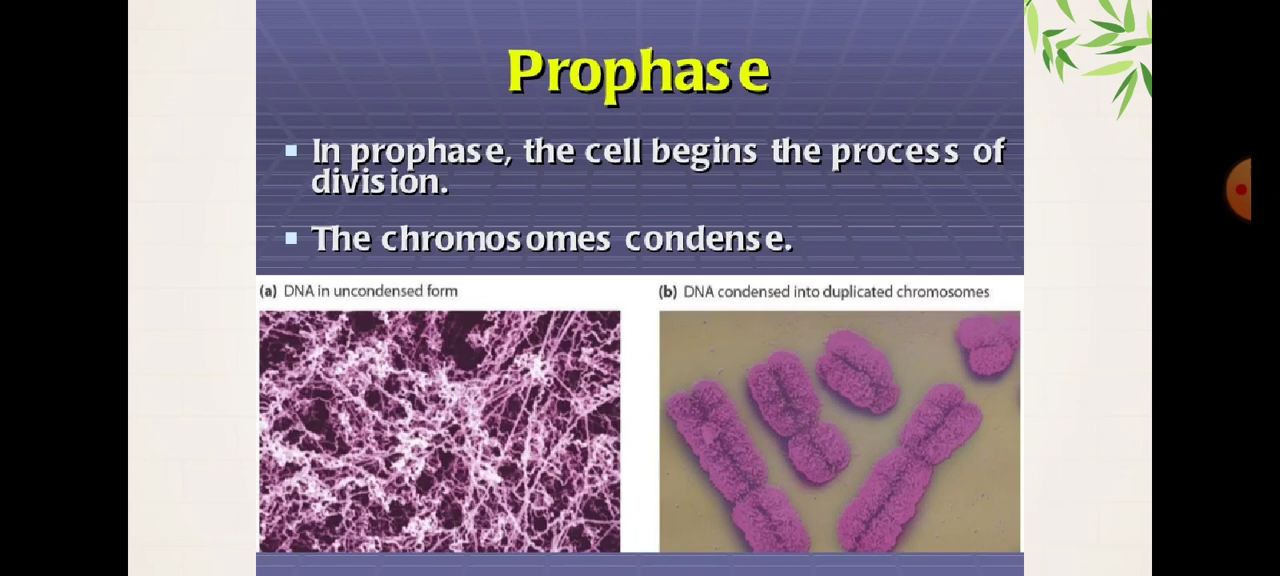 Prophase
▪ In prophase, the cell begins the process of
division.
▪ The chromosomes condense.
(a) DNA in uncondensed form
(b) DNA condensed into duplicated chromosomes